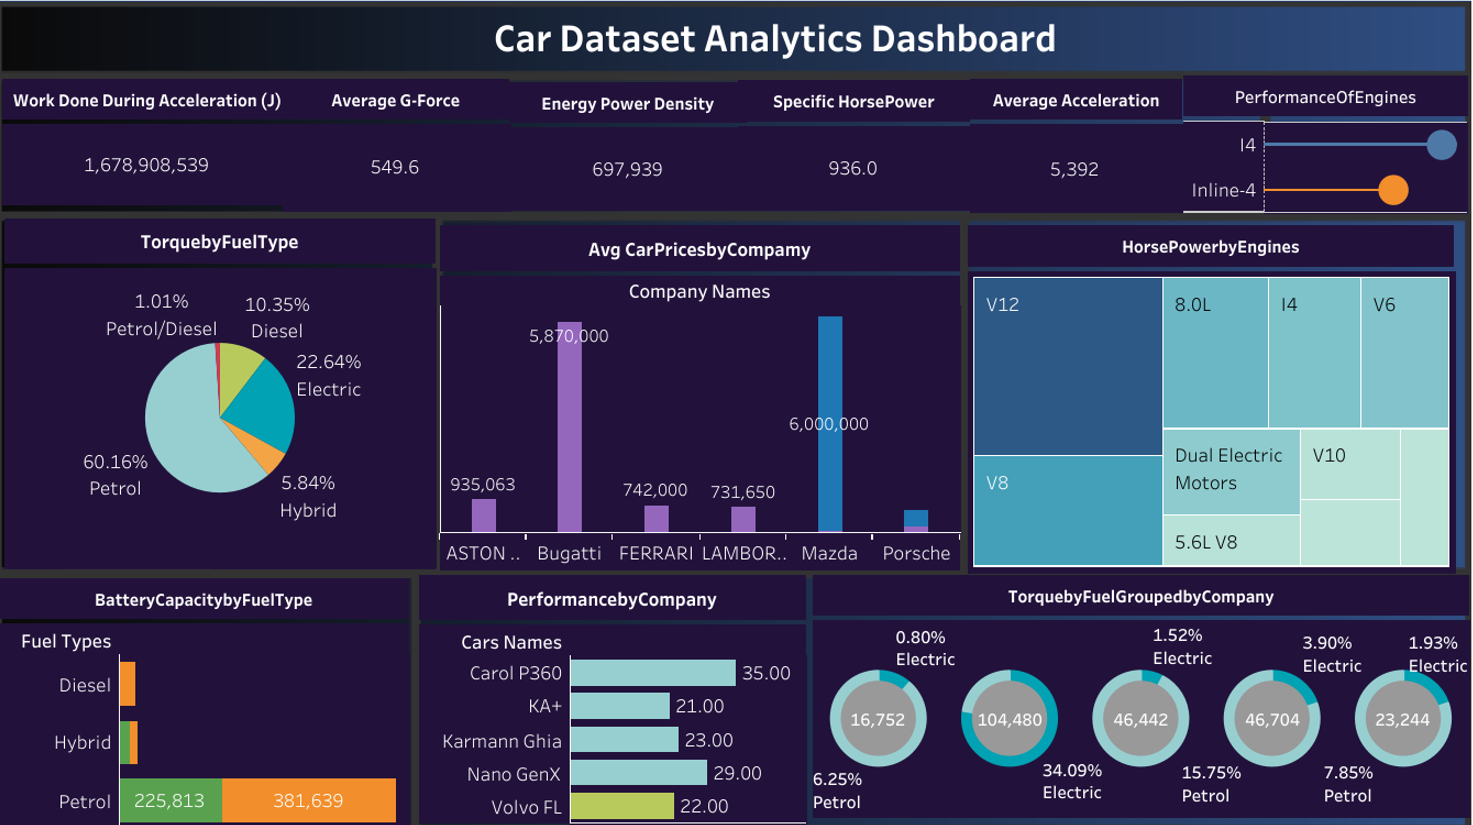 Car Dataset Analytics Dashboard
Work Done During Acceleration (J)
1,678,908,539
Average G-Force
549.6
Energy Power Density
697,939
Specific HorsePower
936.0
Average Acceleration
5,392
PerformanceOfEngines
I4
Inline-4
TorquebyFuelType
1.01%
Petrol/Diesel
10.35%
Diesel
22.64%
Electric
60.16%
Petrol
5.84%
Hybrid
Avg CarPricesbyCompamy
Company Names
5,870,000
6,000,000
935,063
742,000
731,650
ASTON ..
Bugatti
FERRARI
LAMBOR..
Mazda
Porsche
HorsePowerbyEngines
V12
8.0L
I4
V6
V8
Dual Electric
Motors
V10
5.6L V8
BatteryCapacitybyFuelType
Fuel Types
Diesel
Hybrid
Petrol
225,813
381,639
PerformancebyCompany
Cars Names
Carol P360
35.00
KA+
21.00
Karmann Ghia
23.00
Nano GenX
29.00
Volvo FL
22.00
TorquebyFuelGroupedbyCompany
0.80%
Electric
16,752
6.25%
Petrol
104,480
34.09%
Electric
1.52%
Electric
46,442
3.90%
Electric
46,704
15.75%
Petrol
1.93%
Electric
23,244
7.85%
Petrol